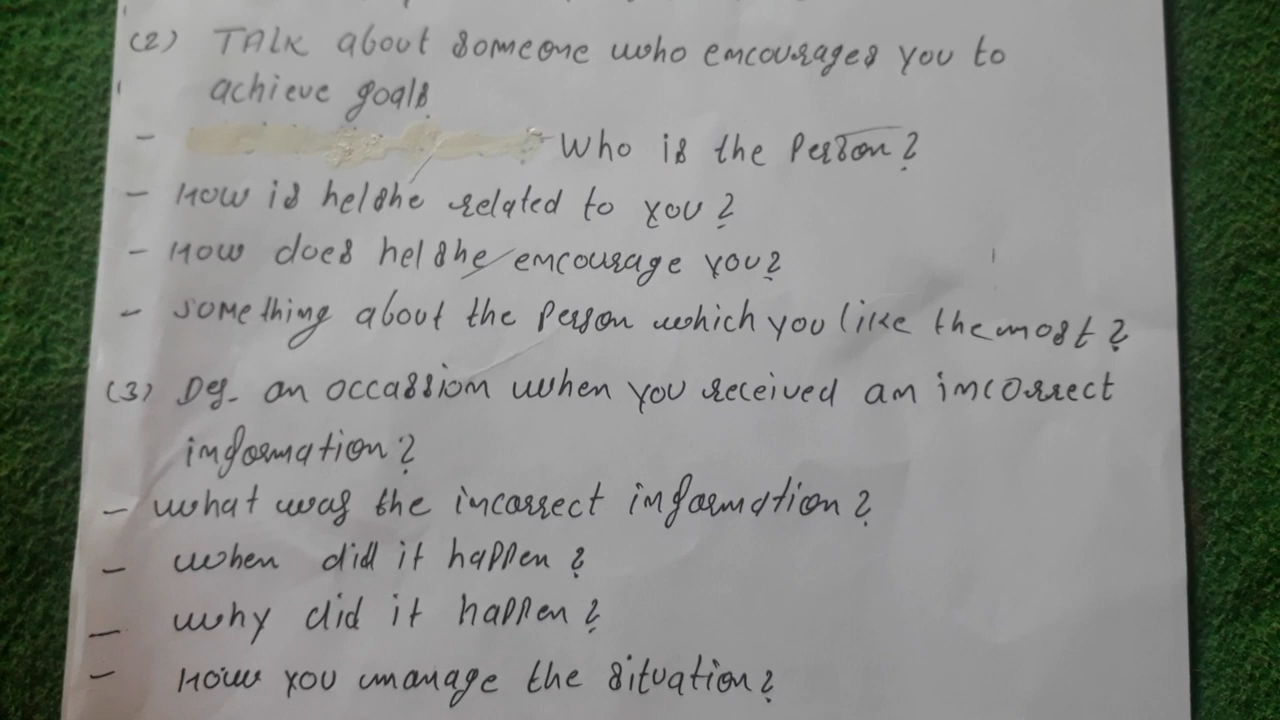 (2) TALK about someone who encourages you to
achieve goals
- Who is the Person?
- How is he/she related to you?
- How does he/she encourage you?
- Something about the Person which you like the most?
(3) Des. an occassion when you received an incorrect
information?
- what was the incorrect information?
- when did it happen?
- why did it happen?
- How you manage the situation?